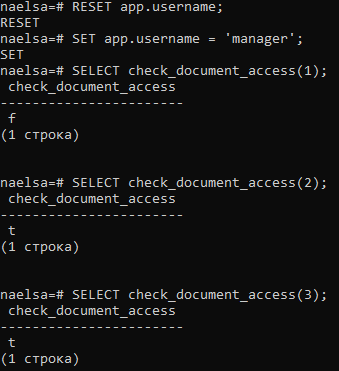 naelsa=# RESET app.username;
RESET
naelsa=# SET app.username = 'manager';
SET
naelsa=# SELECT check_document_access(1);
 check_document_access
-----------------------
 f
(1 строка)


naelsa=# SELECT check_document_access(2);
 check_document_access
-----------------------
 t
(1 строка)


naelsa=# SELECT check_document_access(3);
 check_document_access
-----------------------
 t
(1 строка)